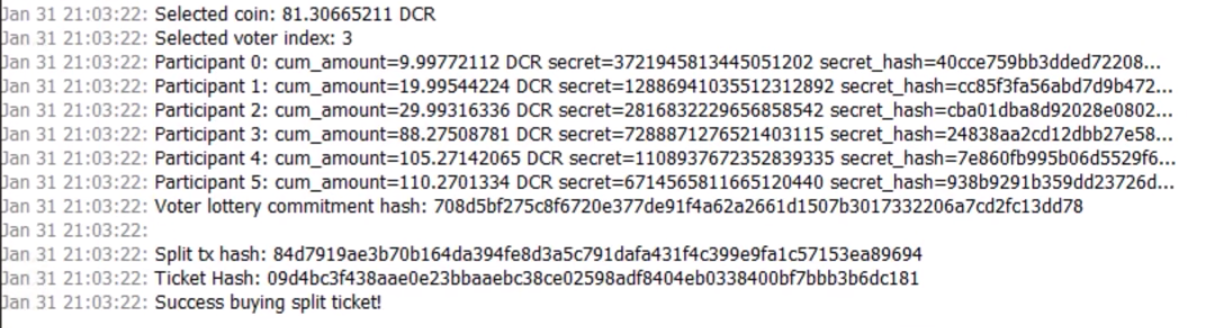 Jan 31 21:03:22: Selected coin: 81.30665211 DCR
Jan 31 21:03:22: Selected voter index: 3
Jan 31 21:03:22: Participant 0: cum_amount=9.99772112 DCR secret=3721945813445051202 secret_hash=40cce759bb3dded72208...
Jan 31 21:03:22: Participant 1: cum_amount=19.99544224 DCR secret=12886941035512312892 secret_hash=cc85f3fa56abd7d9b472...
Jan 31 21:03:22: Participant 2: cum_amount=29.99316336 DCR secret=2816832229656858542 secret_hash=cba01dba8d92028e0802...
Jan 31 21:03:22: Participant 3: cum_amount=88.27508781 DCR secret=7288871276521403115 secret_hash=24838aa2cd12dbb27e58...
Jan 31 21:03:22: Participant 4: cum_amount=105.27142065 DCR secret=1108937672352839335 secret_hash=7e860fb995b06d5529f6...
Jan 31 21:03:22: Participant 5: cum_amount=110.2701334 DCR secret=6714565811665120440 secret_hash=938b9291b359dd23726d...
Jan 31 21:03:22: Voter lottery commitment hash: 708d5bf275c8f6720e377de91f4a62a2661d1507b3017332206a7cd2fc13dd78
Jan 31 21:03:22:
Jan 31 21:03:22: Split tx hash: 84d7919ae3b70b164da394fe8d3a5c791dafa431f4c399e9fa1c57153ea89694
Jan 31 21:03:22: Ticket Hash: 09d4bc3f438aae0e23bbaaebc38ce02598adf8404eb0338400bf7bbb3b6dc181
Jan 31 21:03:22: Success buying split ticket!